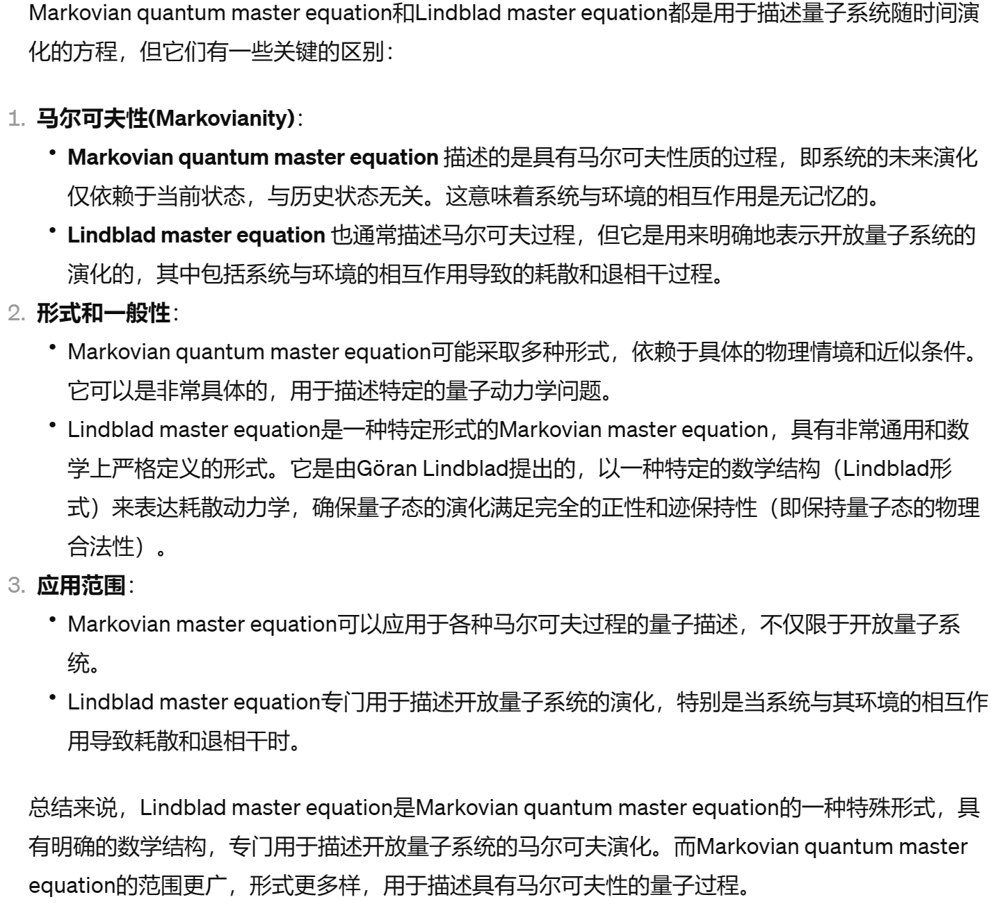 Markovian quantum master equation和Lindblad master equation都是用于描述量子系统随时间演
化的方程，但它们有一些关键的区别：
1. 马尔可夫性(Markovianity)：
• Markovian quantum master equation 描述的是具有马尔可夫性质的过程，即系统的未来演化
仅依赖于当前状态，与历史状态无关。这意味着系统与环境的相互作用是无记忆的。
• Lindblad master equation 也通常描述马尔可夫过程，但它是用来明确地表示开放量子系统的
演化的，其中包括系统与环境的相互作用导致的耗散和退相干过程。
2. 形式和一般性：
• Markovian quantum master equation可能采取多种形式，依赖于具体的物理情境和近似条件。
它可以是非常具体的，用于描述特定的量子动力学问题。
• Lindblad master equation是一种特定形式的Markovian master equation，具有非常通用和数
学上严格定义的形式。它是由Göran Lindblad提出的，以一种特定的数学结构（Lindblad形
式）来表达耗散动力学，确保量子态的演化满足完全的正性和迹保持性（即保持量子态的物理
合法性）。
3. 应用范围：
• Markovian master equation可以应用于各种马尔可夫过程的量子描述，不仅限于开放量子系
统。
• Lindblad master equation专门用于描述开放量子系统的演化，特别是当系统与其环境的相互作
用导致耗散和退相干时。
总结来说，Lindblad master equation是Markovian quantum master equation的一种特殊形式，具
有明确的数学结构，专门用于描述开放量子系统的马尔可夫演化。而Markovian quantum master
equation的范围更广，形式更多样，用于描述具有马尔可夫性的量子过程。